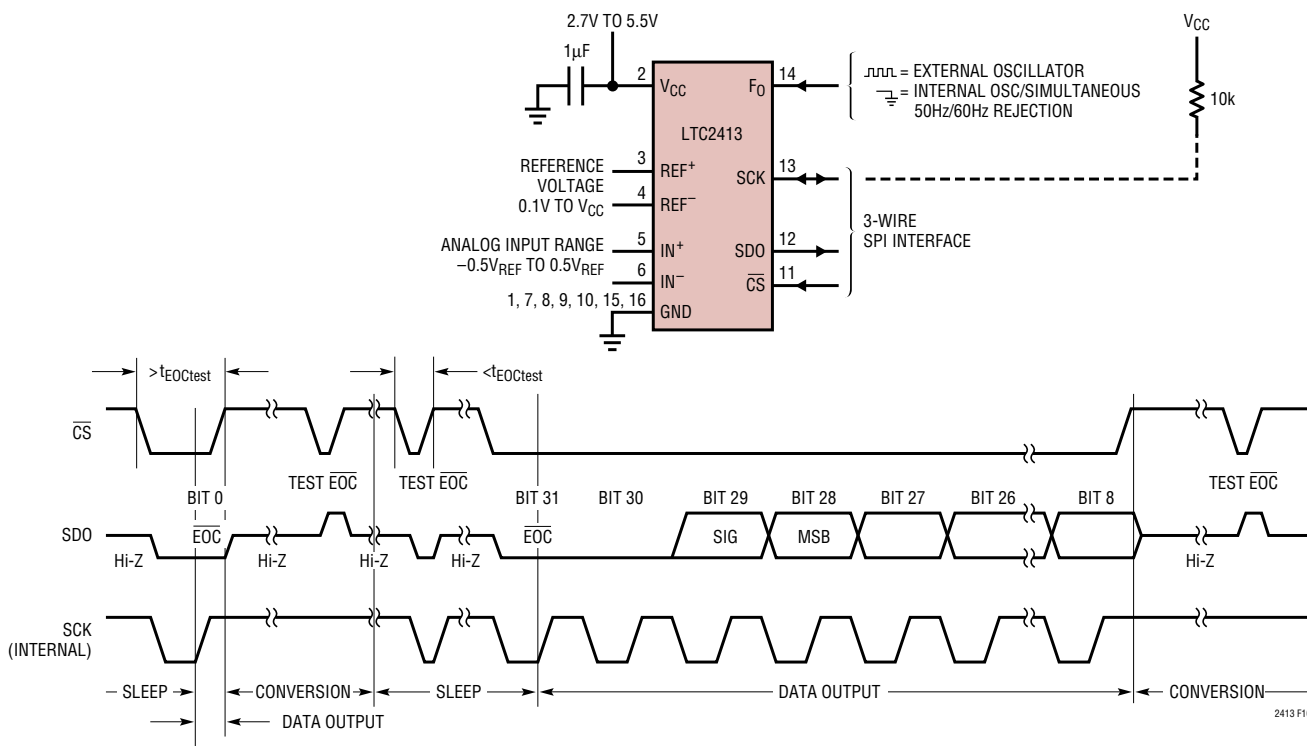 2.7V TO 5.5V
VCC
1µF
2
VCC
FO
14
= EXTERNAL OSCILLATOR
= INTERNAL OSC/SIMULTANEOUS
50Hz/60Hz REJECTION
10k
LTC2413
REFERENCE
VOLTAGE
0.1V TO VCC
3
REF+
4
REF–
SCK
13
ANALOG INPUT RANGE
–0.5VREF TO 0.5VREF
5
IN+
6
IN–
SDO
12
CS
11
3-WIRE
SPI INTERFACE
1, 7, 8, 9, 10, 15, 16
GND
>tEOCtest
<tEOCtest
CS
TEST EOC
TEST EOC
TEST EOC
BIT 0
BIT 31
BIT 30
BIT 29
BIT 28
BIT 27
BIT 26
BIT 8
SDO
EOC
EOC
SIG
MSB
Hi-Z
Hi-Z
Hi-Z
Hi-Z
Hi-Z
SCK
(INTERNAL)
SLEEP
CONVERSION
SLEEP
DATA OUTPUT
CONVERSION
DATA OUTPUT